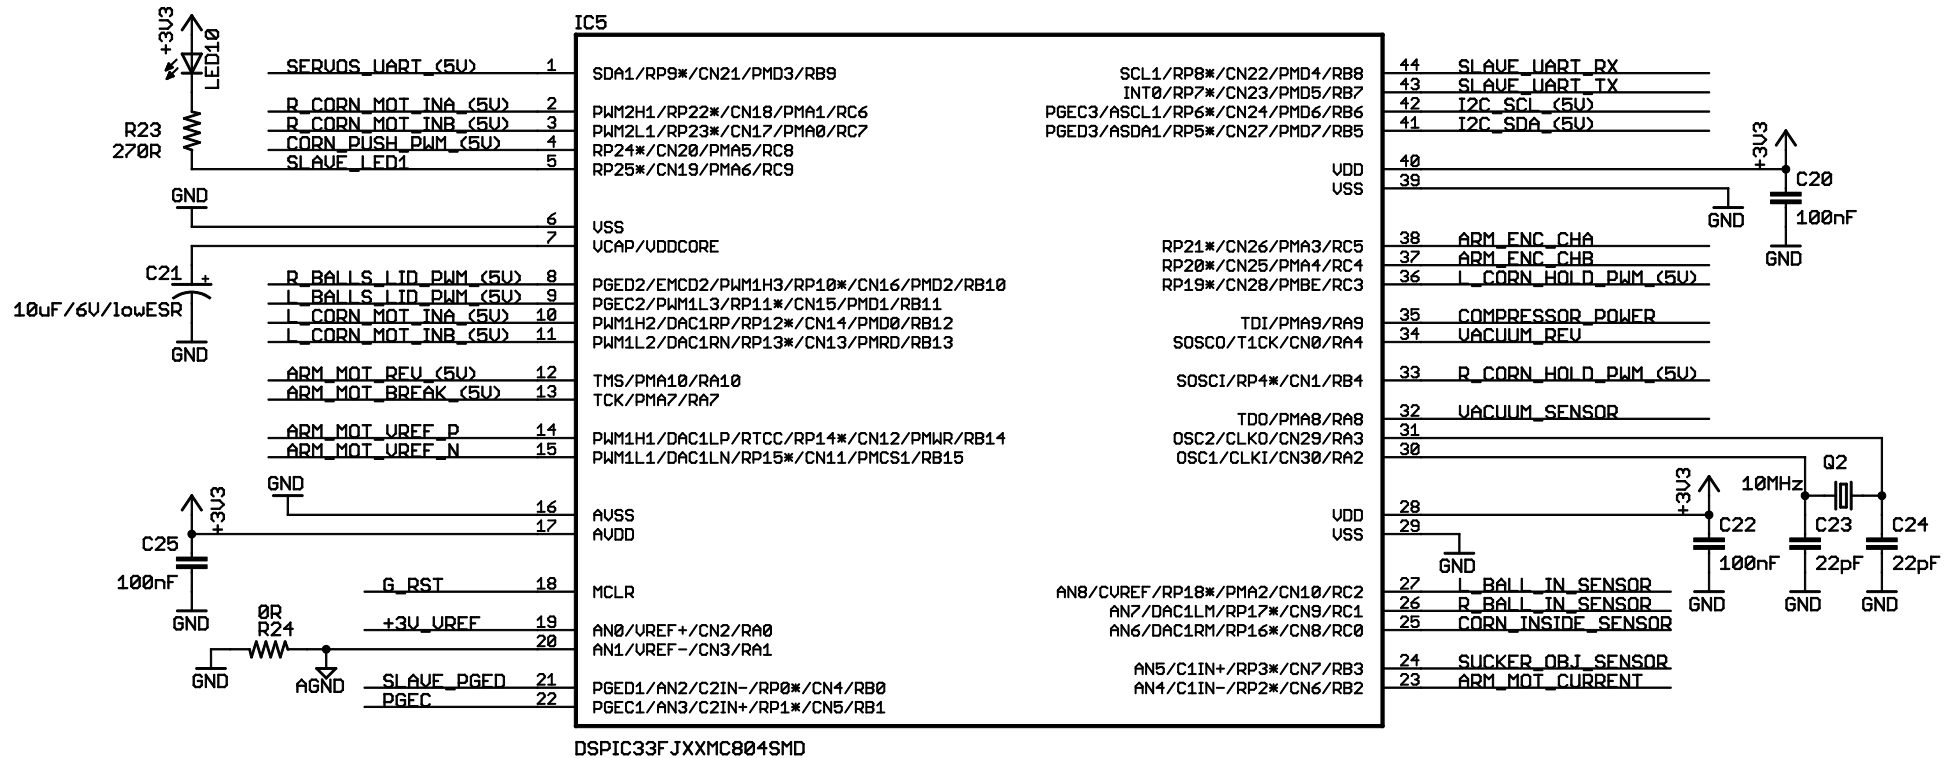 IC5
+3V3
LED10
R23
270R
SERVOS_UART_(5V) 1 SDA1/RP9*/CN21/PMD3/RB9
R_CORN_MOT_INA_(5V) 2 PWM2H1/RP22*/CN18/PMA1/RC6
R_CORN_MOT_INB_(5V) 3 PWM2L1/RP23*/CN17/PMA0/RC7
CORN_PUSH_PWM_(5V) 4 RP24*/CN20/PMA5/RC8
SLAVE_LED1 5 RP25*/CN19/PMA6/RC9
GND
6 VSS
7 VCAP/VDDCORE
C21 +
10uF/6V/lowESR
GND
R_BALLS_LID_PWM_(5V) 8 PGED2/EMCD2/PWM1H3/RP10*/CN16/PMD2/RB10
L_BALLS_LID_PWM_(5V) 9 PGEC2/PWM1L3/RP11*/CN15/PMD1/RB11
L_CORN_MOT_INA_(5V) 10 PWM1H2/DAC1RP/RP12*/CN14/PMD0/RB12
L_CORN_MOT_INB_(5V) 11 PWM1L2/DAC1RN/RP13*/CN13/PMRD/RB13
ARM_MOT_REV_(5V) 12 TMS/PMA10/RA10
ARM_MOT_BREAK_(5V) 13 TCK/PMA7/RA7
ARM_MOT_VREF_P 14 PWM1H1/DAC1LP/RTCC/RP14*/CN12/PMWR/RB14
ARM_MOT_VREF_N 15 PWM1L1/DAC1LN/RP15*/CN11/PMCS1/RB15
GND
16 AVSS
+3V3
17 AVDD
C25
100nF
GND
G_RST 18 MCLR
+3V_VREF 19 AN0/VREF+/CN2/RA0
20 AN1/VREF-/CN3/RA1
0R
R24
GND
AGND
SLAVE_PGED 21 PGED1/AN2/C2IN-/RP0*/CN4/RB0
PGEC 22 PGEC1/AN3/C2IN+/RP1*/CN5/RB1
SCL1/RP8*/CN22/PMD4/RB8 44 SLAVE_UART_RX
INT0/RP7*/CN23/PMD5/RB7 43 SLAVE_UART_TX
PGEC3/ASCL1/RP6*/CN24/PMD6/RB6 42 I2C_SCL_(5V)
PGED3/ASDA1/RP5*/CN27/PMD7/RB5 41 I2C_SDA_(5V)
VDD 40
VSS 39
+3V3
C20
100nF
GND
GND
RP21*/CN26/PMA3/RC5 38 ARM_ENC_CHA
RP20*/CN25/PMA4/RC4 37 ARM_ENC_CHB
RP19*/CN28/PMBE/RC3 36 L_CORN_HOLD_PWM_(5V)
TDI/PMA9/RA9 35 COMPRESSOR_POWER
SOSCO/T1CK/CN0/RA4 34 VACUUM_REV
SOSCI/RP4*/CN1/RB4 33 R_CORN_HOLD_PWM_(5V)
TDO/PMA8/RA8 32 VACUUM_SENSOR
OSC2/CLKO/CN29/RA3 31
OSC1/CLKI/CN30/RA2 30
Q2
10MHz
VDD 28
VSS 29
GND
+3V3
C22
100nF
GND
C23
22pF
GND
C24
22pF
GND
AN8/CVREF/RP18*/PMA2/CN10/RC2 27 L_BALL_IN_SENSOR
AN7/DAC1LM/RP17*/CN9/RC1 26 R_BALL_IN_SENSOR
AN6/DAC1RM/RP16*/CN8/RC0 25 CORN_INSIDE_SENSOR
AN5/C1IN+/RP3*/CN7/RB3 24 SUCKER_OBJ_SENSOR
AN4/C1IN-/RP2*/CN6/RB2 23 ARM_MOT_CURRENT
DSPIC33FJXXMC804SMD